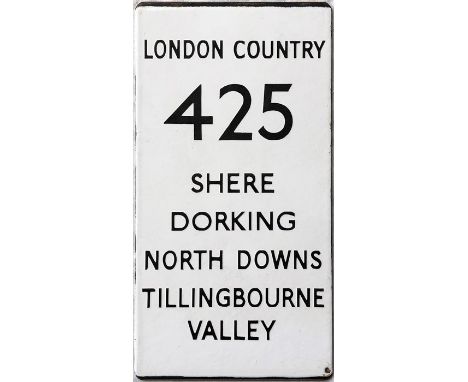 LONDON COUNTRY
425
SHERE
DORKING
NORTH DOWNS
TILLINGBOURNE
VALLEY